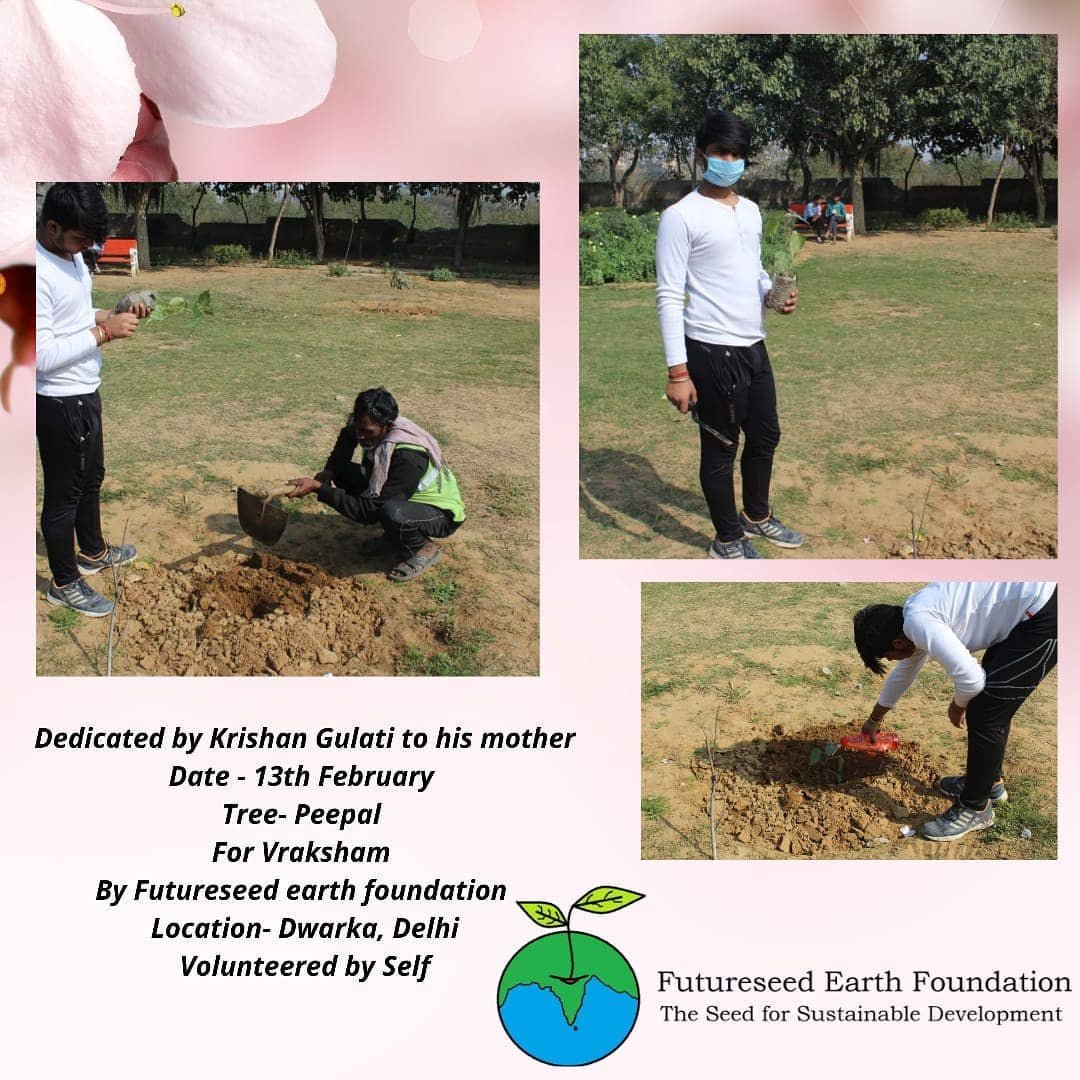 Dedicated by Krishan Gulati to his mother
Date - 13th February
Tree- Peepal
For Vraksham
By Futureseed earth foundation
Location- Dwarka, Delhi
Volunteered by Self
Futureseed Earth Foundation
The Seed for Sustainable Development